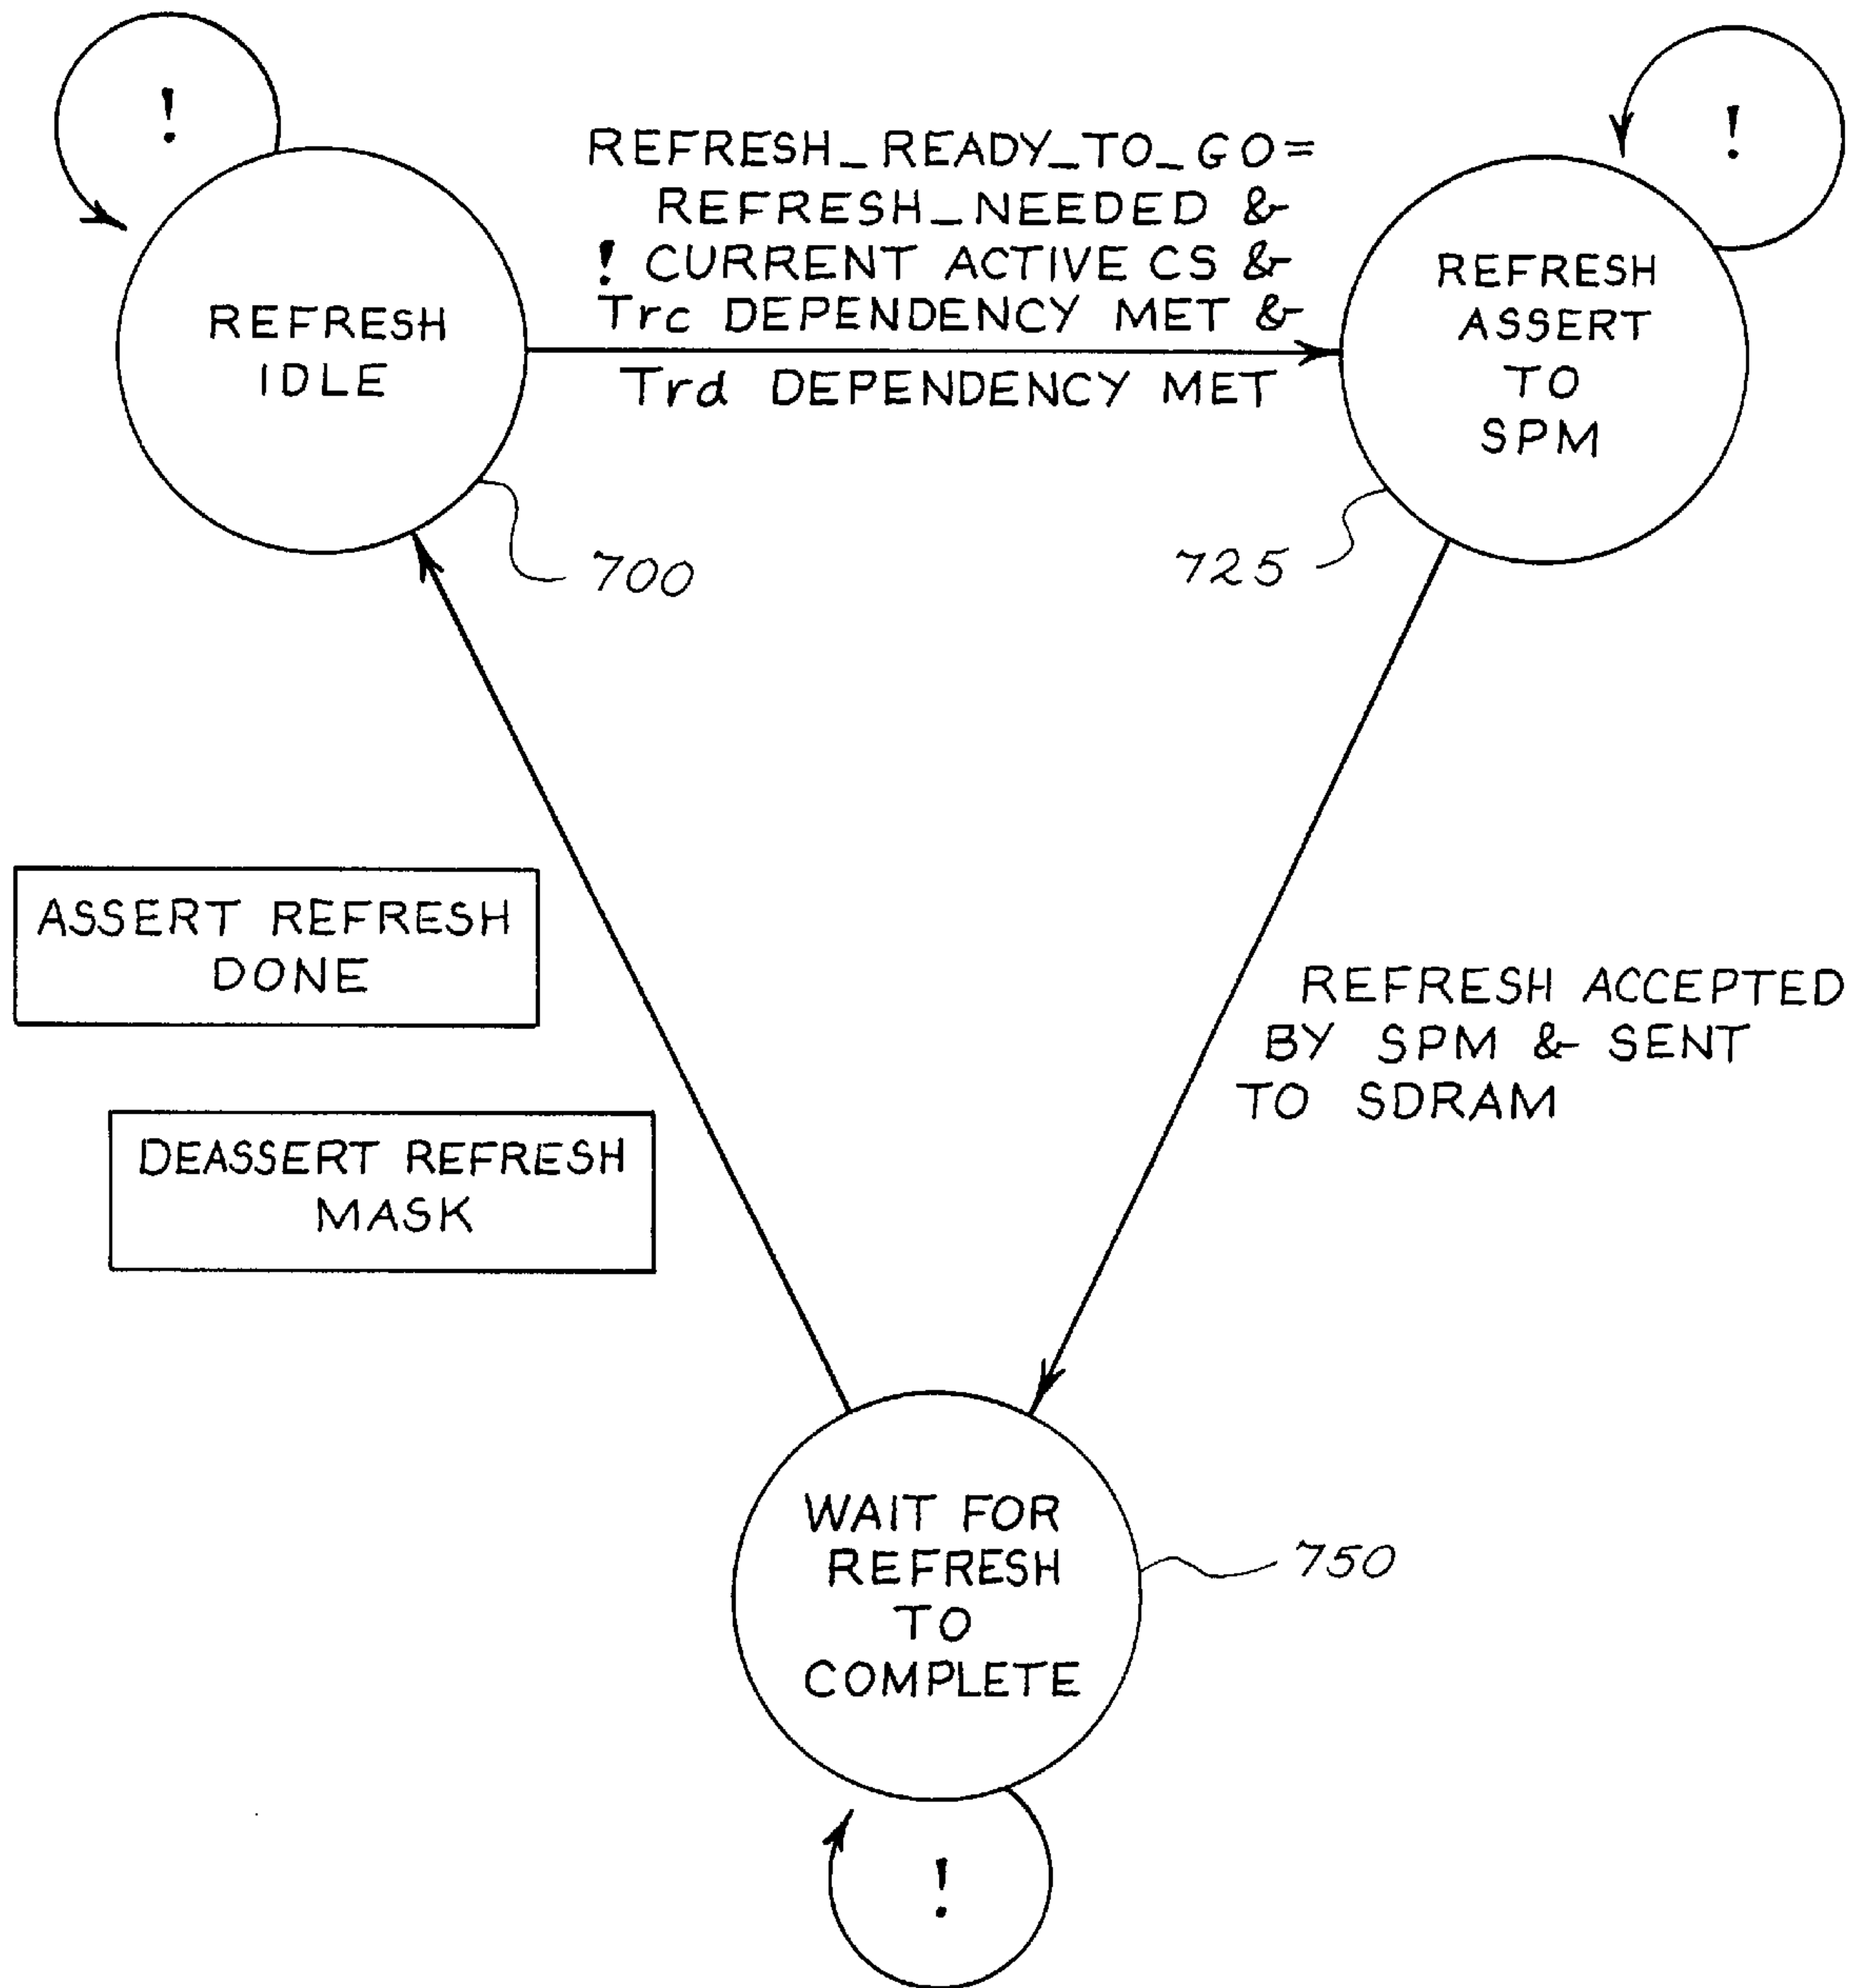 !
!
REFRESH_READY_TO_GO=
REFRESH_NEEDED &
! CURRENT ACTIVE CS &
Trc DEPENDENCY MET &
Trd DEPENDENCY MET
REFRESH
IDLE
REFRESH
ASSERT
TO
SPM
700
725
ASSERT REFRESH
DONE
REFRESH ACCEPTED
BY SPM & SENT
TO SDRAM
DEASSERT REFRESH
MASK
WAIT FOR
REFRESH
TO
COMPLETE
750
!